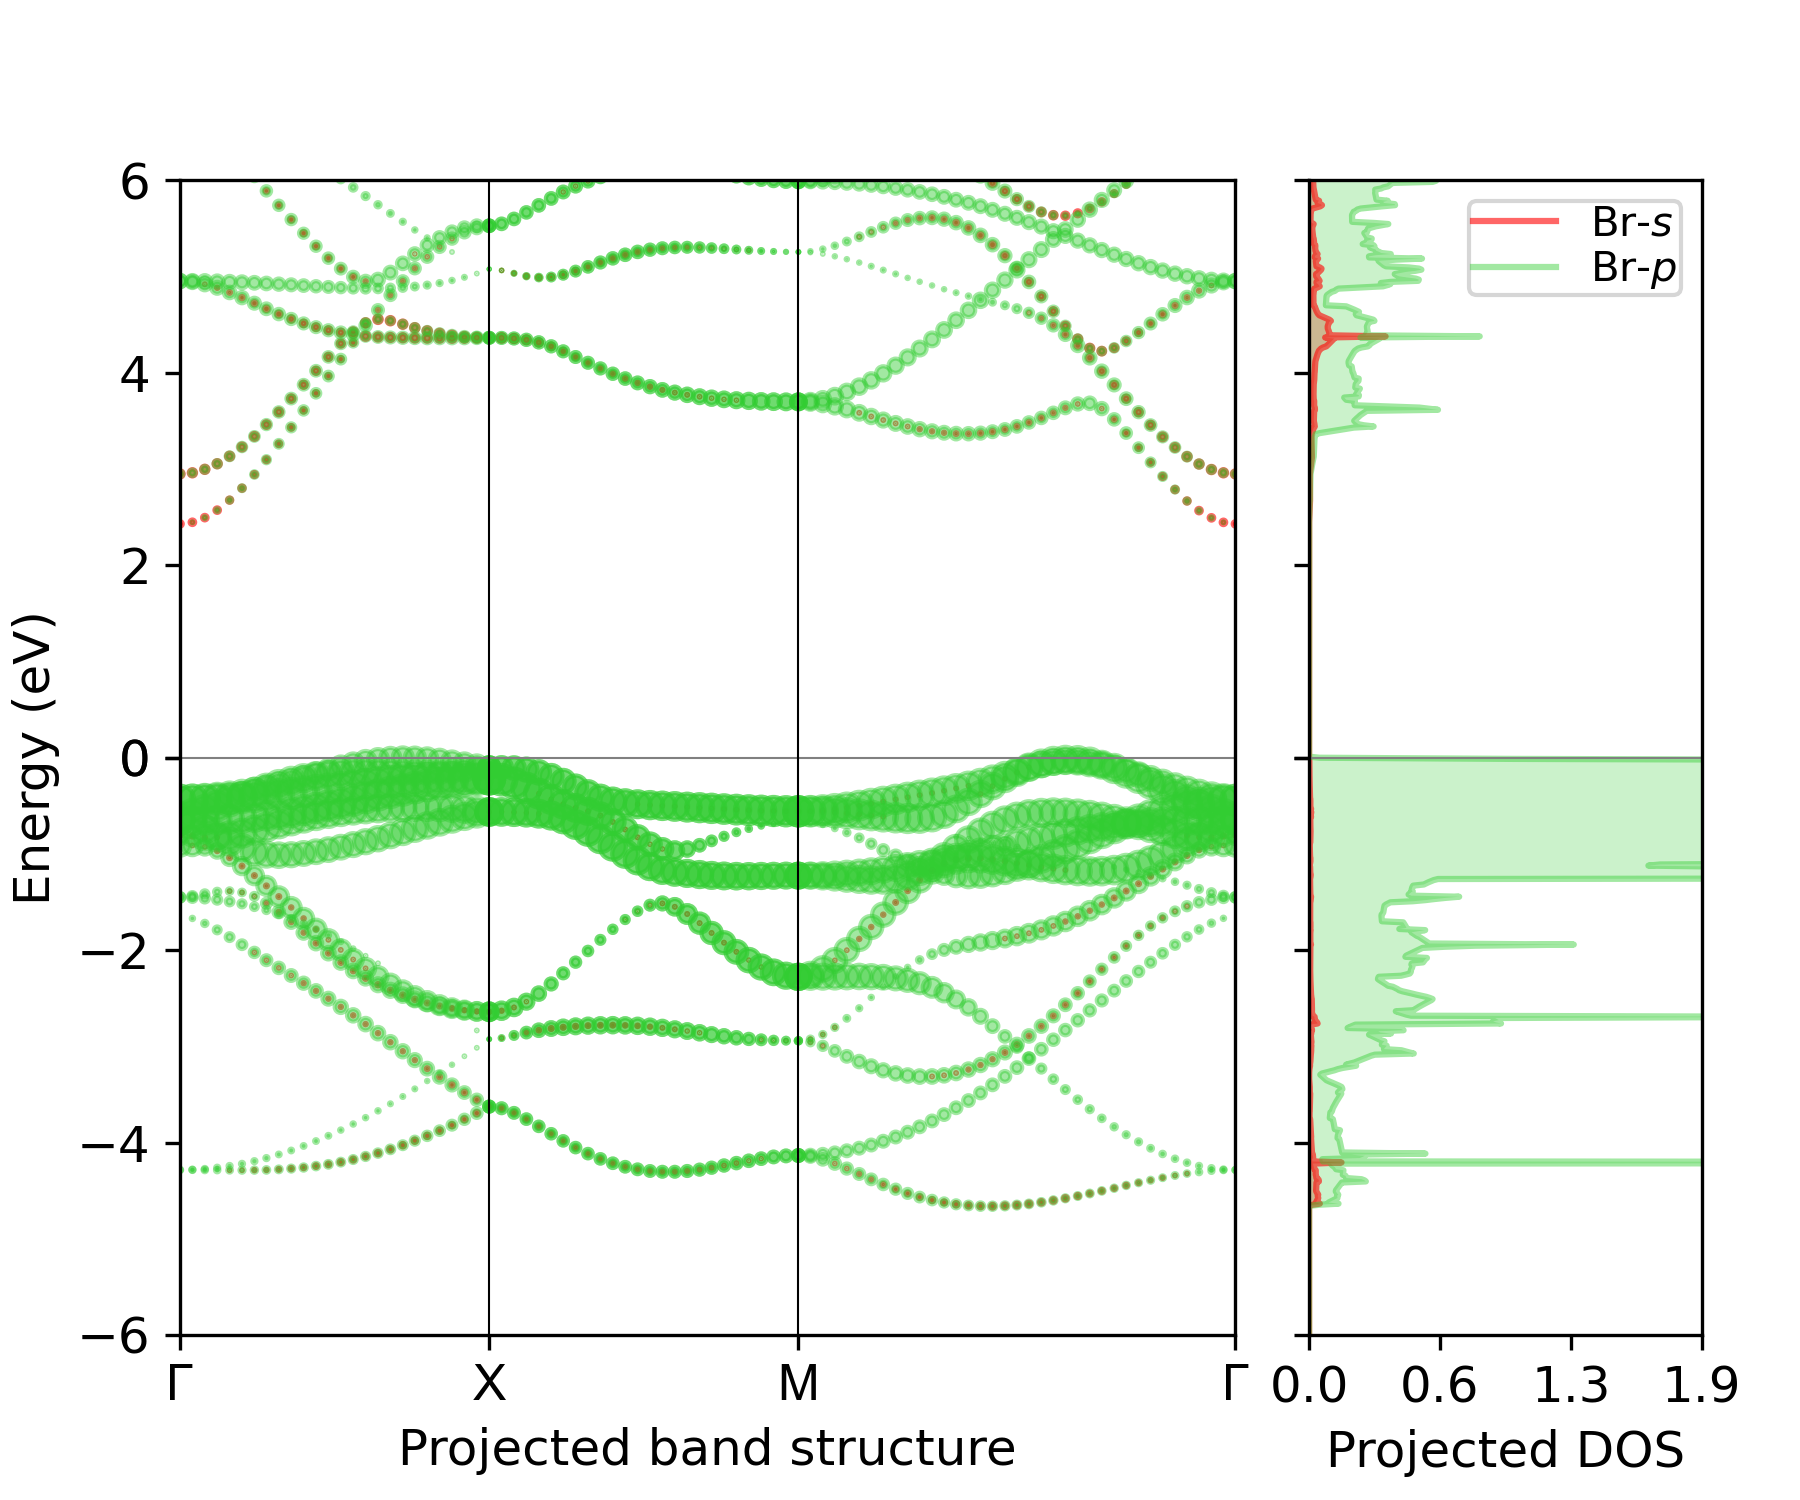 Energy (eV)
6
4
2
0
−2
−4
−6
Γ X M Γ
Projected band structure
Br-s
Br-p
0.0 0.6 1.3 1.9
Projected DOS